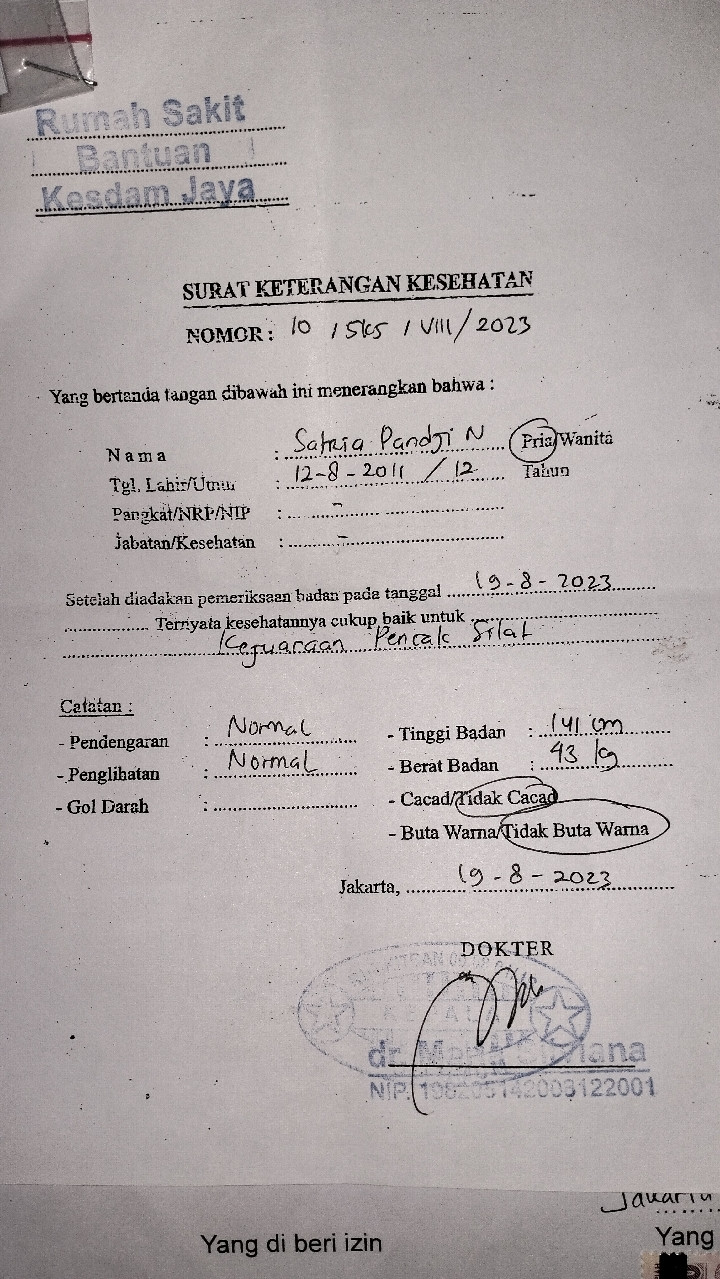 Rumah Sakit
Bantuan
Kesdam Jaya
SURAT KETERANGAN KESEHATAN
NOMOR : 10 / SKS / VIII / 2023
Yang bertanda tangan dibawah ini menerangkan bahwa :
Nama : Satria Pandji N Pria/Wanita
Tgl. Lahir/Umur : 12-8-2011 / 12 Tahun
Pangkat/NRP/NIP : -
Jabatan/Kesehatan : -
Setelah diadakan pemeriksaan badan pada tanggal 19-8-2023
Ternyata kesehatannya cukup baik untuk
Kejuaraan Pencak Silat
Catatan :
- Pendengaran : Normal - Tinggi Badan : 141 cm
- Penglihatan : Normal - Berat Badan : 43 kg
- Gol Darah : - Cacad/Tidak Cacad
- Buta Warna/Tidak Buta Warna
Jakarta, 19-8-2023
DOKTER
KEPALA
dr.
NIP.
Jakarta
Yang di beri izin Yang